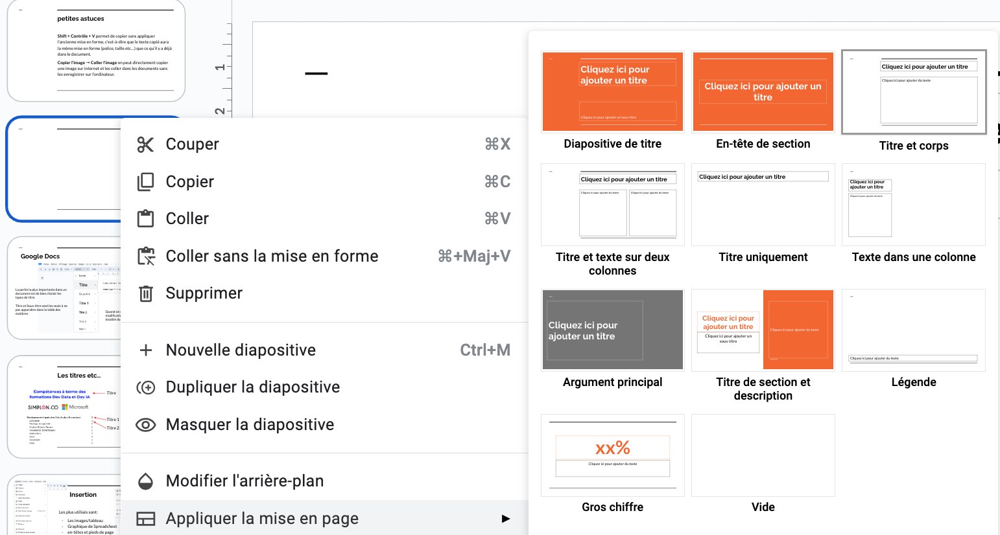 petites astuces
Shift + Contrôle + V permet de copier sans appliquer
l'ancienne mise en forme, c'est-à-dire que le texte copié aura
la même mise en forme (police, taille etc...) que ce qu'il y a déjà
dans le document.
Copier l'image → Coller l'image on peut directement copier
une image sur internet et les coller dans les documents sans
les enregistrer sur l'ordinateur.
Google Docs
La partie la plus importante dans un
document est de bien choisir les
types de titre.
Titre et Sous-titre sont les seuls à ne
pas apparaître dans la table des
matières
Titre
Sous-titre
Titre 1
Titre 2
Titre 3
Quand on
modificatio
totalité du
Les titres etc...
Compétences à terme des
formations Dev Data et Dev IA
SIMPLON.CO Microsoft
Titre
Titre 1
Titre 2
Insertion
Les plus utilisés sont:
Les images/tableau
Graphique de Spreadsheet
en-têtes et pieds de page
1
2
Couper ⌘X
Copier ⌘C
Coller ⌘V
Coller sans la mise en forme ⌘+Maj+V
Supprimer
Nouvelle diapositive Ctrl+M
Dupliquer la diapositive
Masquer la diapositive
Modifier l'arrière-plan
Appliquer la mise en page
Cliquez ici pour
ajouter un titre
Cliquez ici pour ajouter un sous-titre
Diapositive de titre
Cliquez ici pour ajouter un
titre
En-tête de section
Cliquez ici pour ajouter un titre
Cliquez ici pour ajouter du texte
Titre et corps
Cliquez ici pour ajouter un titre
Cliquez ici pour ajouter du texte
Cliquez ici pour ajouter du texte
Titre et texte sur deux
colonnes
Cliquez ici pour ajouter un titre
Titre uniquement
Cliquez ici pour
ajouter un titre
Cliquez ici pour ajouter du texte
Texte dans une colonne
Cliquez ici pour
ajouter un titre
Argument principal
Cliquez ici pour
ajouter un titre
Cliquez ici pour ajouter un
sous-titre
Cliquez ici pour ajouter du texte
Titre de section et
description
Cliquez ici pour ajouter du texte
Légende
xx%
Cliquez ici pour ajouter du texte
Gros chiffre
Vide